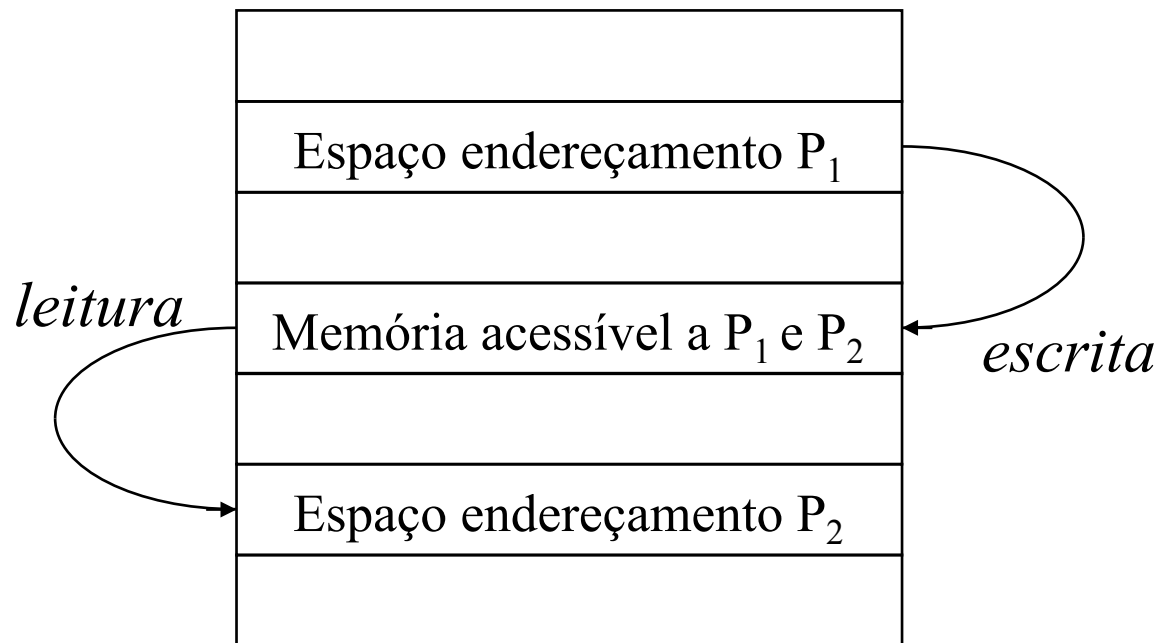 Espaço endereçamento P₁
leitura
Memória acessível a P₁ e P₂
escrita
Espaço endereçamento P₂